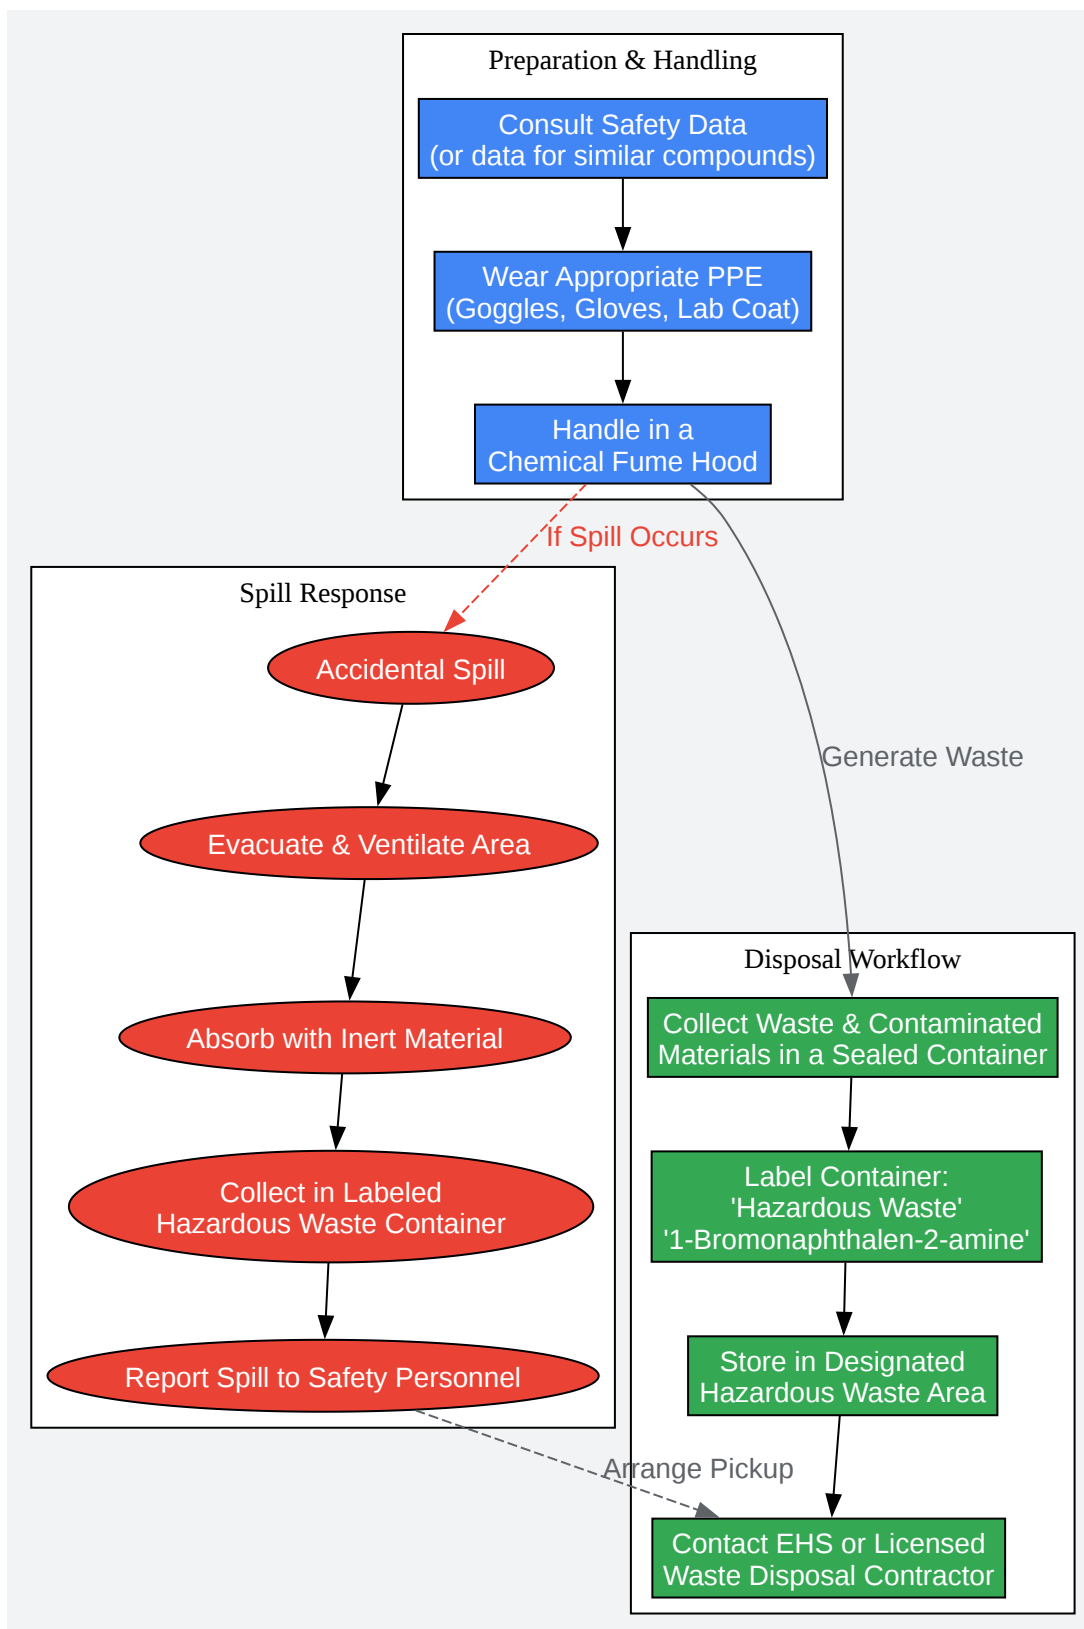 Preparation & Handling
Consult Safety Data
(or data for similar compounds)
Wear Appropriate PPE
(Goggles, Gloves, Lab Coat)
Handle in a
Chemical Fume Hood
If Spill Occurs
Spill Response
Accidental Spill
Evacuate & Ventilate Area
Absorb with Inert Material
Collect in Labeled
Hazardous Waste Container
Report Spill to Safety Personnel
Generate Waste
Disposal Workflow
Collect Waste & Contaminated
Materials in a Sealed Container
Label Container:
'Hazardous Waste'
'1-Bromonaphthalen-2-amine'
Store in Designated
Hazardous Waste Area
Arrange Pickup
Contact EHS or Licensed
Waste Disposal Contractor